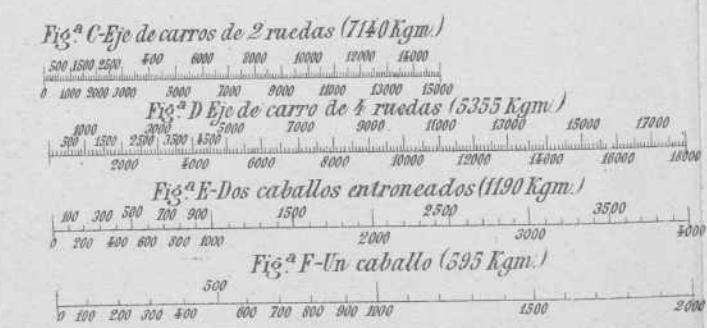 Fig.ª C-Eje de carros de 2 ruedas (7140 Kgm.)
500 1500 2500 400 6000 2000 10000 12000 14000
0 1000 2000 3000 5000 7000 9000 11000 13000 15000
Fig.ª D Eje de carro de 4 ruedas (5355 Kgm.)
1000 3000 5000 7000 9000 11000 13000 15000 17000
500 1500 2500 3500 4500
2000 4000 6000 8000 10000 12000 14000 16000 18000
Fig.ª E-Dos caballos entroneados (1190 Kgm.)
100 300 500 700 900 1500 2500 3500
0 200 400 600 800 1000 2000 3000 4000
Fig.ª F-Un caballo (595 Kgm.)
500
0 100 200 300 400 600 700 800 900 1000 1500 2000